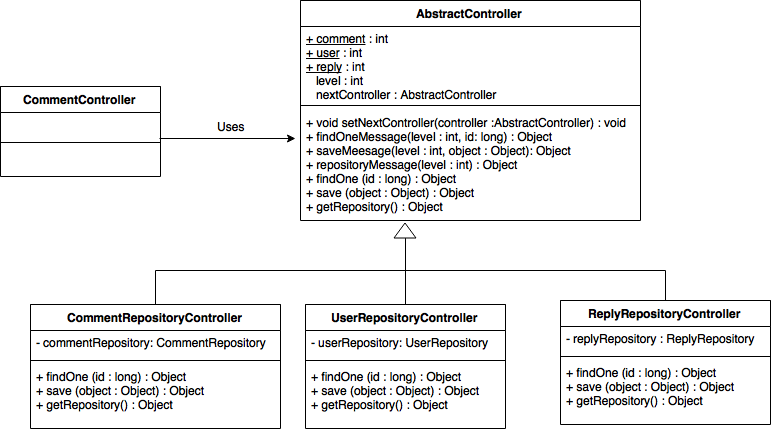 AbstractController
+ comment : int
+ user : int
+ reply : int
level : int
nextController : AbstractController
+ void setNextController(controller :AbstractController) : void
+ findOneMessage(level : int, id: long) : Object
+ saveMeesage(level : int, object : Object): Object
+ repositoryMessage(level : int) : Object
+ findOne (id : long) : Object
+ save (object : Object) : Object
+ getRepository() : Object
CommentController
Uses
CommentRepositoryController
- commentRepository: CommentRepository
+ findOne (id : long) : Object
+ save (object : Object) : Object
+ getRepository() : Object
UserRepositoryController
- userRepository: UserRepository
+ findOne (id : long) : Object
+ save (object : Object) : Object
+ getRepository() : Object
ReplyRepositoryController
- replyRepository : ReplyRepository
+ findOne (id : long) : Object
+ save (object : Object) : Object
+ getRepository() : Object